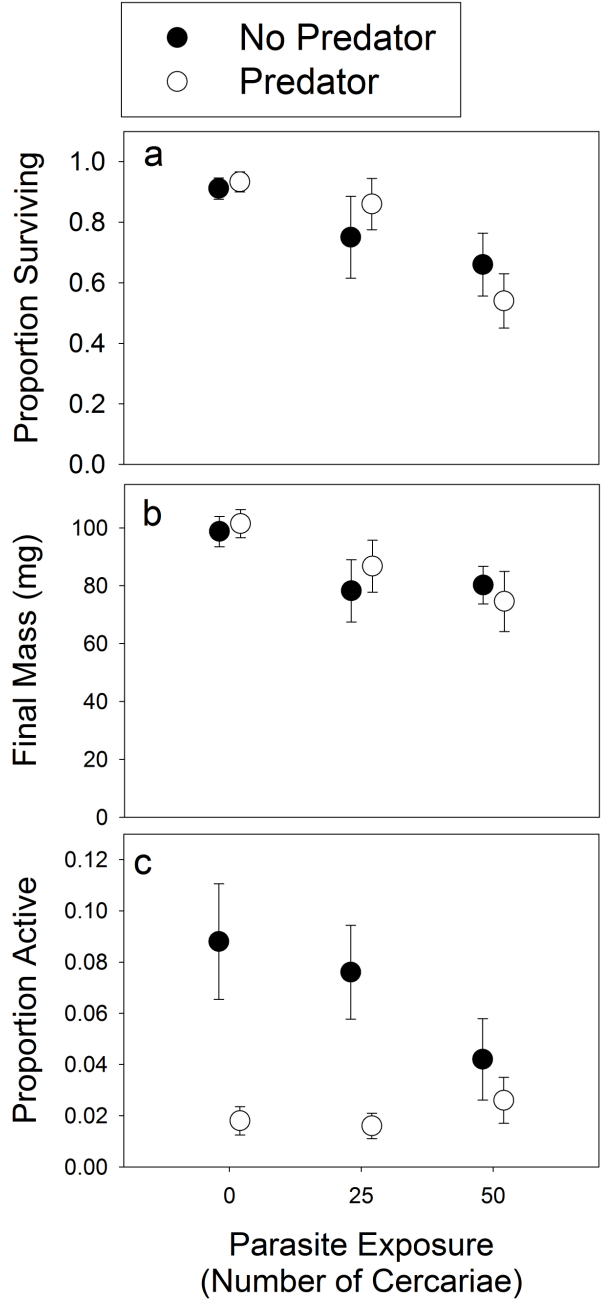 No Predator
Predator
a
Proportion Surviving
1.0
0.8
0.6
0.4
0.2
0.0
b
Final Mass (mg)
100
80
60
40
20
0
c
Proportion Active
0.12
0.10
0.08
0.06
0.04
0.02
0.00
0 25 50
Parasite Exposure
(Number of Cercariae)